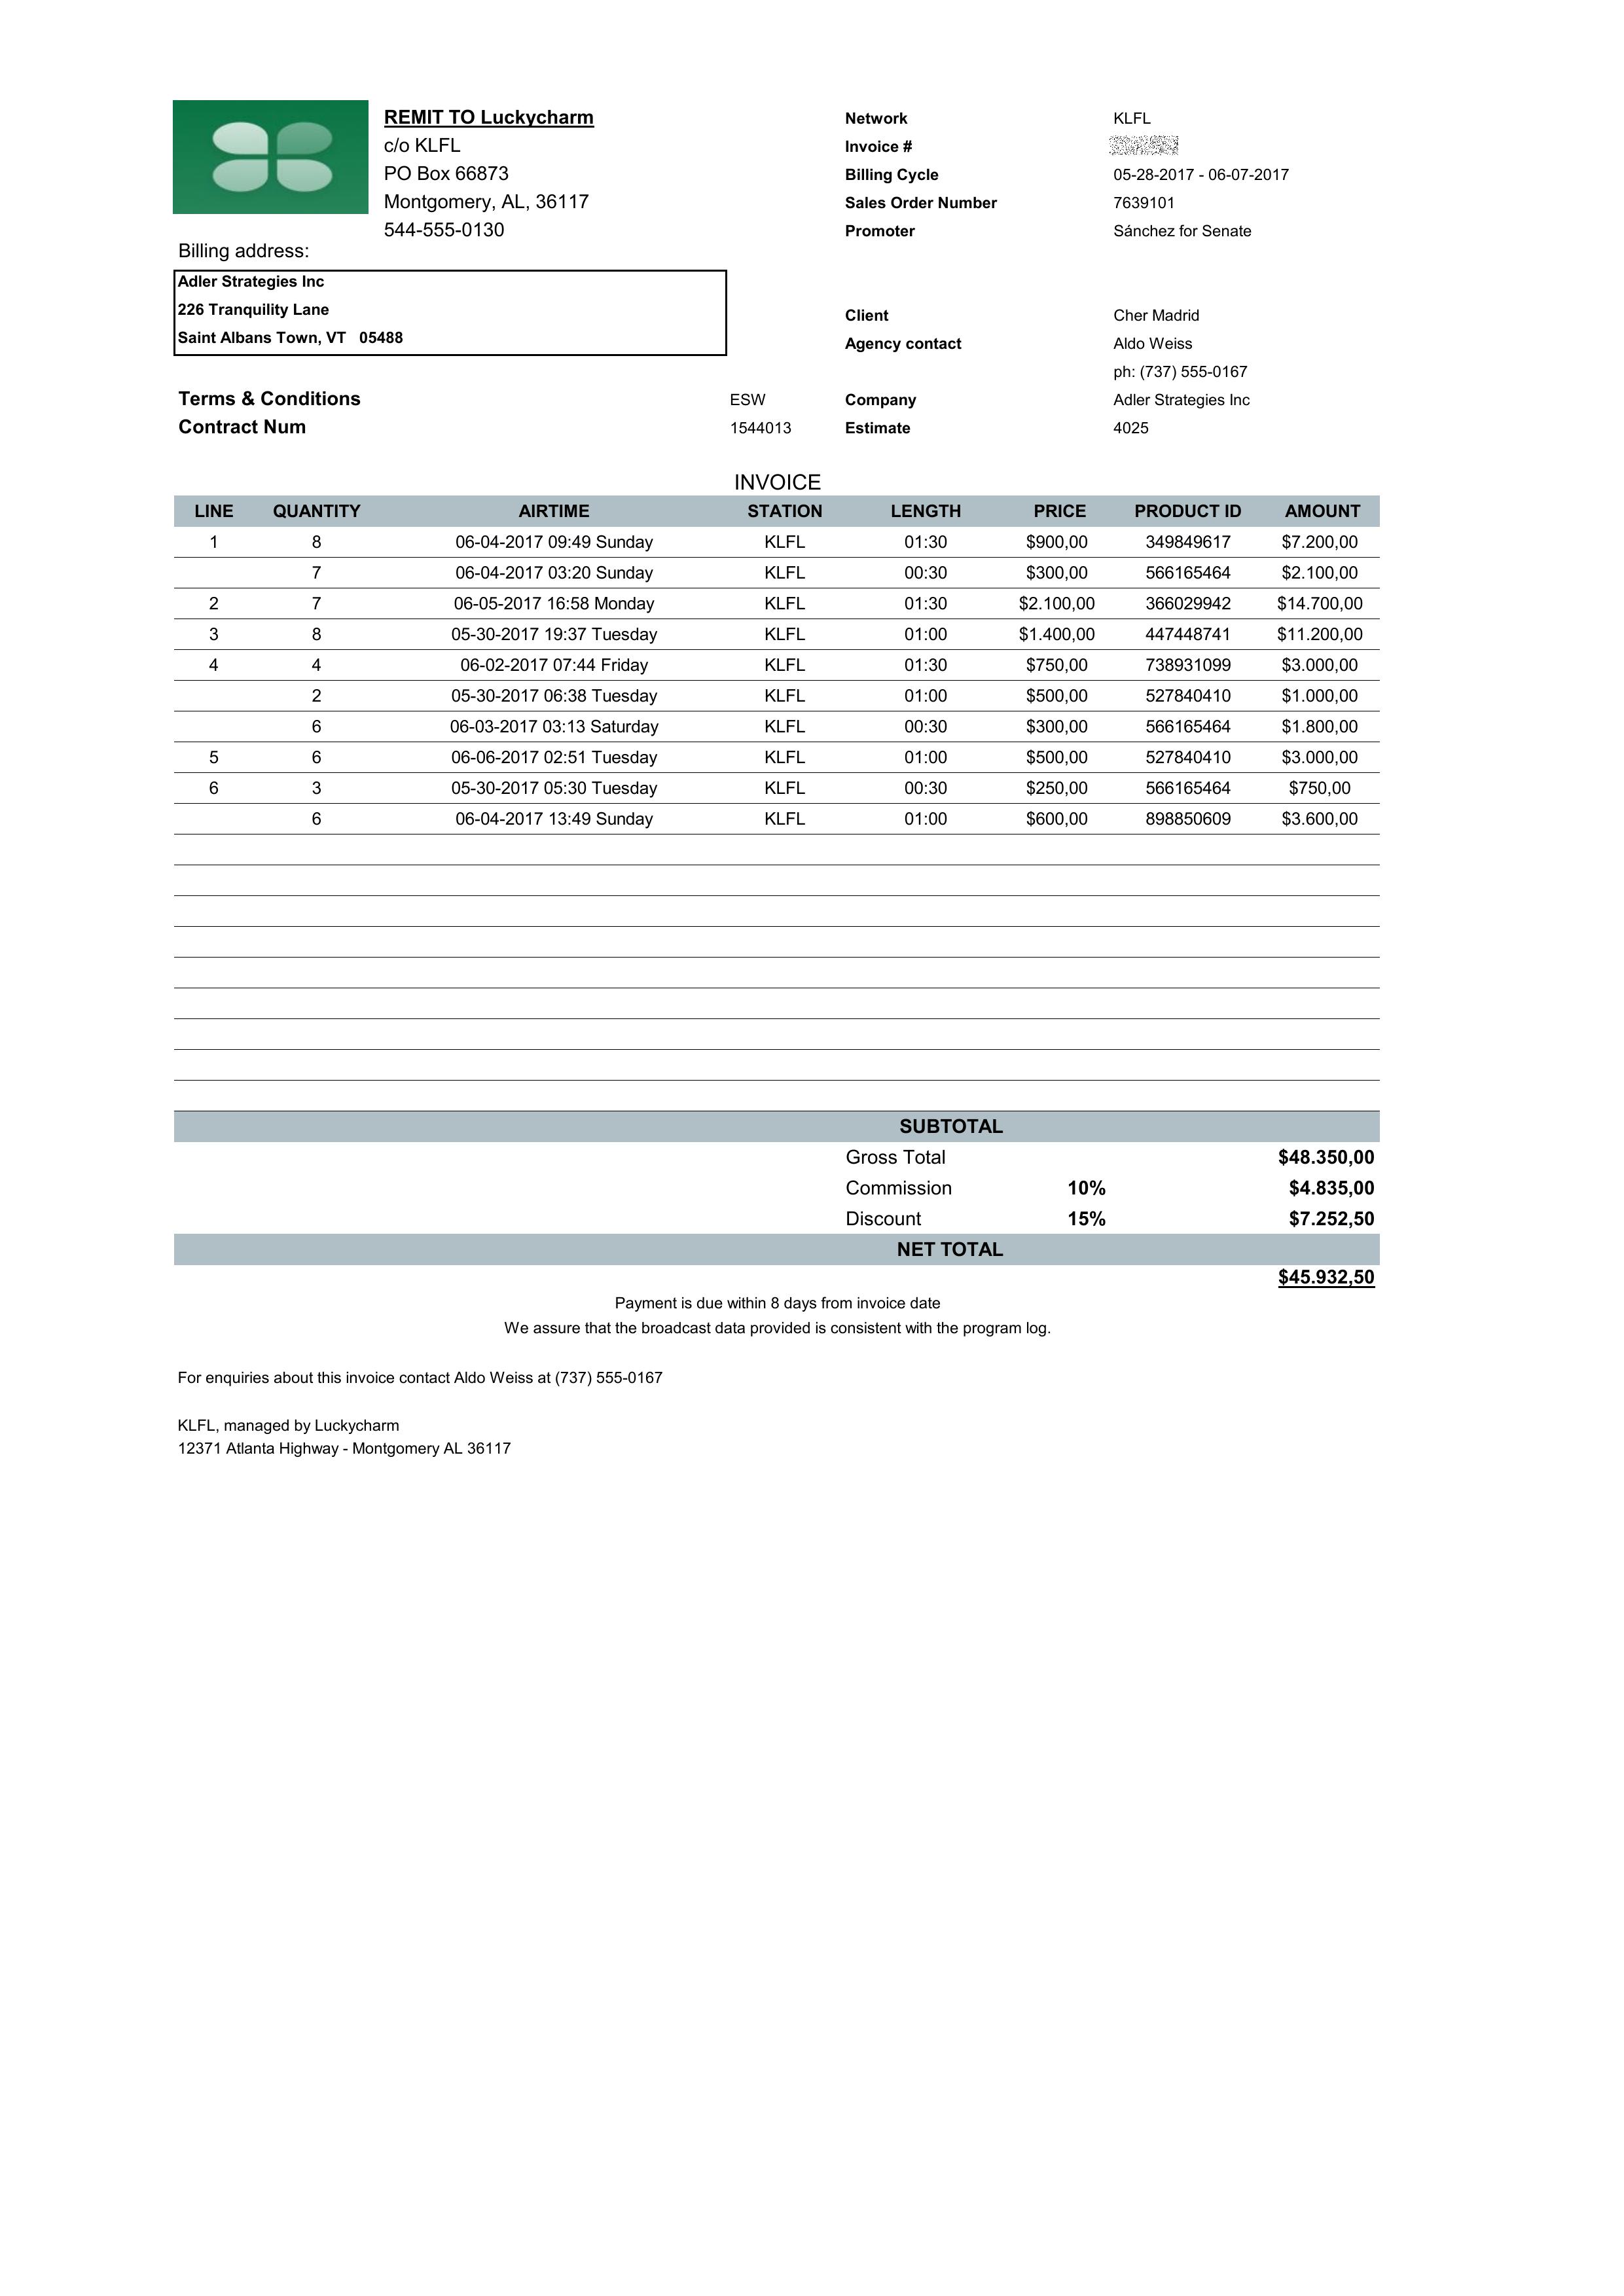 REMIT TO Luckycharm
c/o KLFL
PO Box 66873
Montgomery, AL, 36117
544-555-0130
Billing address:
Adler Strategies Inc
226 Tranquility Lane
Saint Albans Town, VT 05488
Network KLFL
Invoice #
Billing Cycle 05-28-2017 - 06-07-2017
Sales Order Number 7639101
Promoter Sánchez for Senate
Client Cher Madrid
Agency contact Aldo Weiss
ph: (737) 555-0167
Terms & Conditions ESW Company Adler Strategies Inc
Contract Num 1544013 Estimate 4025
INVOICE
LINE QUANTITY AIRTIME STATION LENGTH PRICE PRODUCT ID AMOUNT
1 8 06-04-2017 09:49 Sunday KLFL 01:30 $900,00 349849617 $7.200,00
7 06-04-2017 03:20 Sunday KLFL 00:30 $300,00 566165464 $2.100,00
2 7 06-05-2017 16:58 Monday KLFL 01:30 $2.100,00 366029942 $14.700,00
3 8 05-30-2017 19:37 Tuesday KLFL 01:00 $1.400,00 447448741 $11.200,00
4 4 06-02-2017 07:44 Friday KLFL 01:30 $750,00 738931099 $3.000,00
2 05-30-2017 06:38 Tuesday KLFL 01:00 $500,00 527840410 $1.000,00
6 06-03-2017 03:13 Saturday KLFL 00:30 $300,00 566165464 $1.800,00
5 6 06-06-2017 02:51 Tuesday KLFL 01:00 $500,00 527840410 $3.000,00
6 3 05-30-2017 05:30 Tuesday KLFL 00:30 $250,00 566165464 $750,00
6 06-04-2017 13:49 Sunday KLFL 01:00 $600,00 898850609 $3.600,00
SUBTOTAL
Gross Total $48.350,00
Commission 10% $4.835,00
Discount 15% $7.252,50
NET TOTAL
$45.932,50
Payment is due within 8 days from invoice date
We assure that the broadcast data provided is consistent with the program log.
For enquiries about this invoice contact Aldo Weiss at (737) 555-0167
KLFL, managed by Luckycharm
12371 Atlanta Highway - Montgomery AL 36117